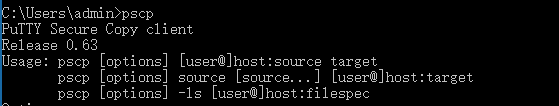 C:\Users\admin>pscp
PuTTY Secure Copy client
Release 0.63
Usage: pscp [options] [user@]host:source target
       pscp [options] source [source...] [user@]host:target
       pscp [options] -ls [user@]host:filespec